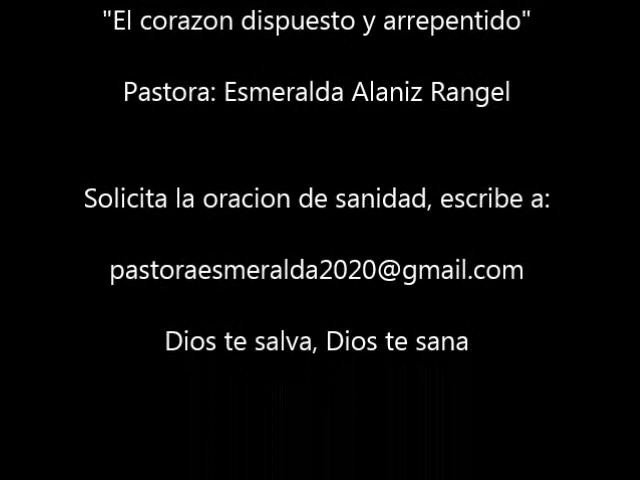 "El corazon dispuesto y arrepentido"
Pastora: Esmeralda Alaniz Rangel
Solicita la oracion de sanidad, escribe a:
pastoraesmeralda2020@gmail.com
Dios te salva, Dios te sana